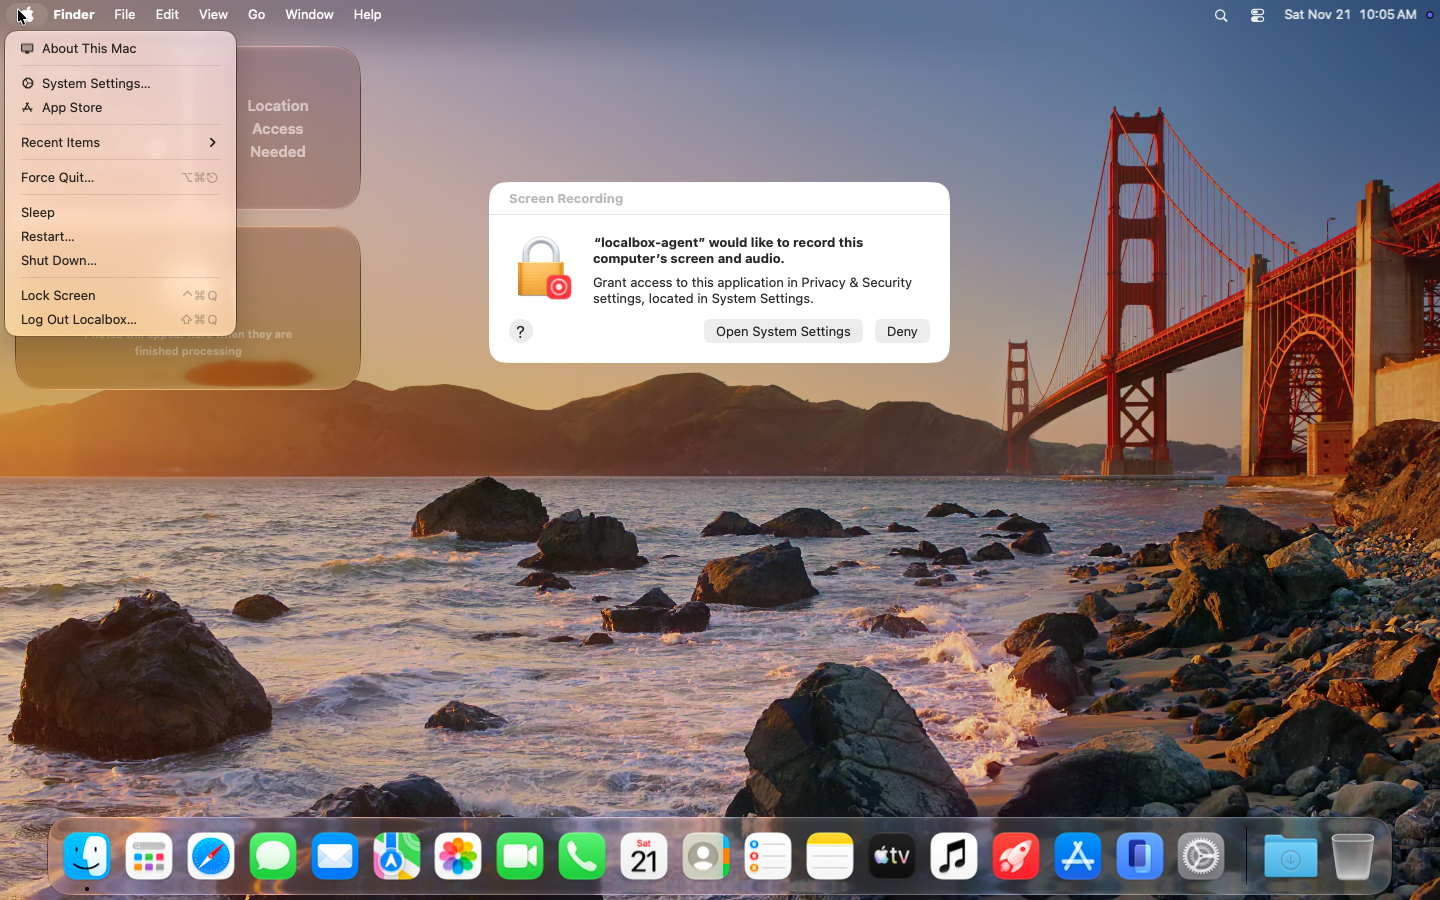 Finder File Edit View Go Window Help
Sat Nov 21 10:05 AM
About This Mac
System Settings...
App Store
Recent Items
Force Quit... ⌥⌘⎋
Sleep
Restart...
Shut Down...
Lock Screen ^⌘Q
Log Out Localbox... ⇧⌘Q
Location
Access
Needed
they are
finished processing
Screen Recording
“localbox-agent” would like to record this
computer’s screen and audio.
Grant access to this application in Privacy & Security
settings, located in System Settings.
? Open System Settings Deny
Sat
21
tv